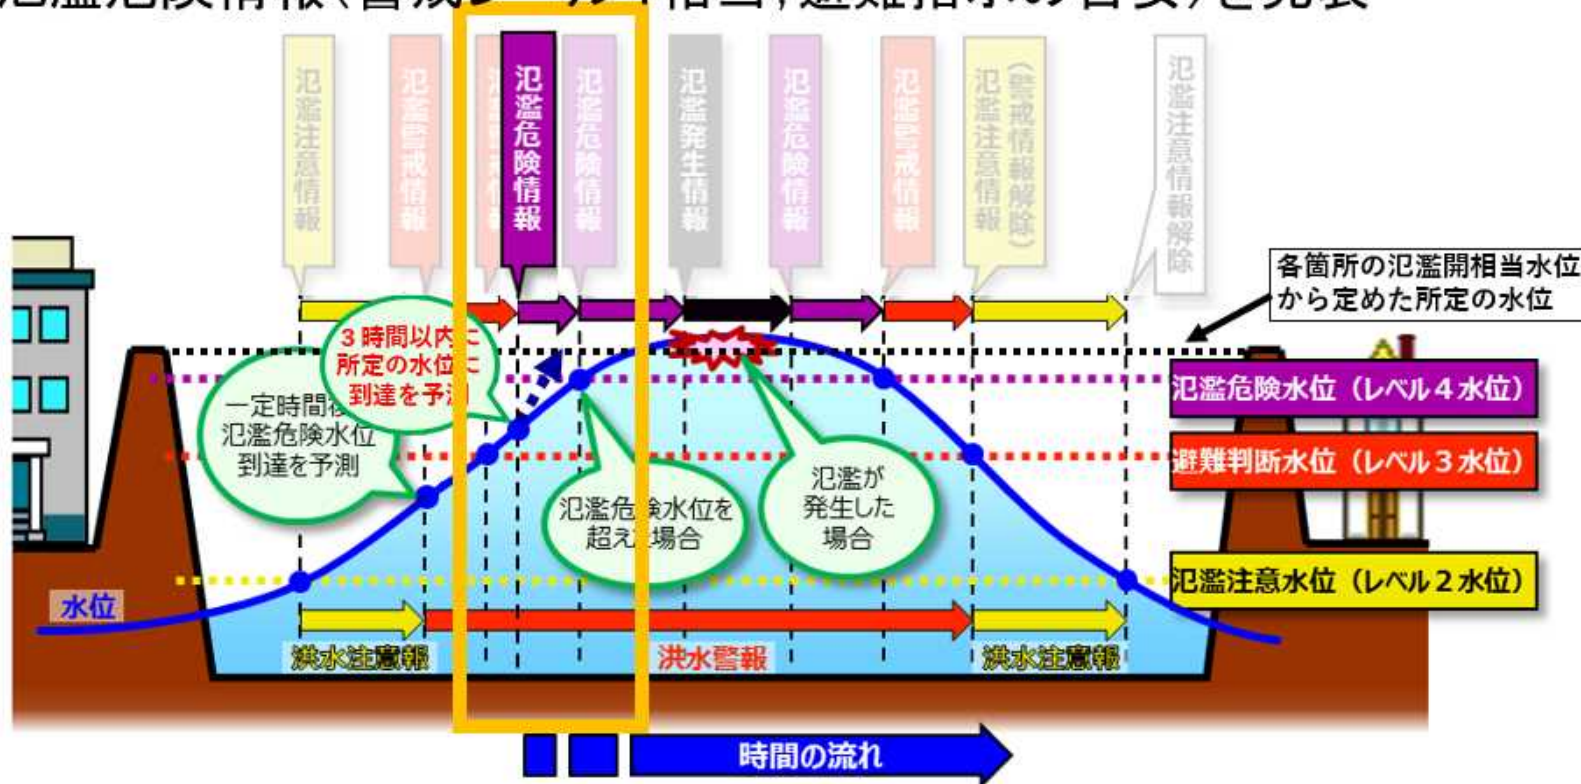 氾濫危険情報
相当,避難指示の目安)を発表
氾濫注意情報
氾濫警戒情報
氾濫危険情報
氾濫危険情報
氾濫発生情報
氾濫危険情報
氾濫警戒情報
氾濫注意情報
(警戒情報解除)
氾濫注意情報解除
各箇所の氾濫開相当水位
から定めた所定の水位
3時間以内に
所定の水位に
到達を予測
一定時間後
氾濫危険水位
到達を予測
氾濫危険水位を
超えた場合
氾濫が
発生した
場合
氾濫危険水位(レベル4水位)
避難判断水位(レベル3水位)
氾濫注意水位(レベル2水位)
水位
洪水注意報
洪水警報
洪水注意報
時間の流れ